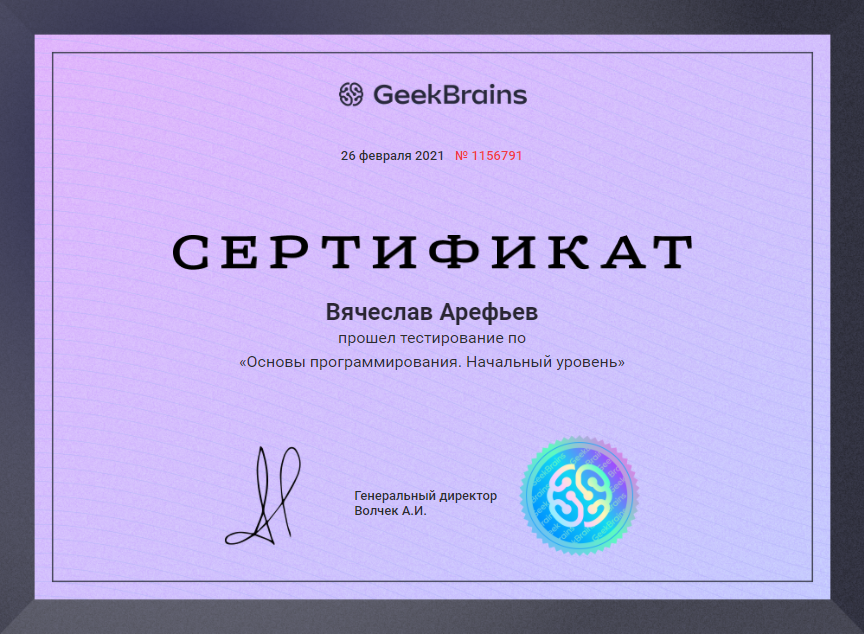 GeekBrains
26 февраля 2021 № 1156791
СЕРТИФИКАТ
Вячеслав Арефьев
прошел тестирование по
«Основы программирования. Начальный уровень»
Генеральный директор
Волчек А.И.